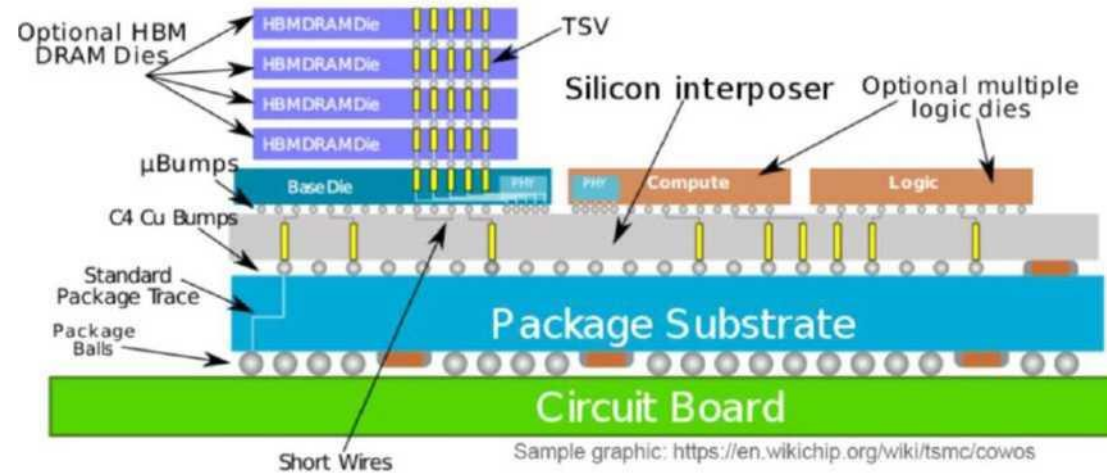 Optional HBM
DRAM Dies
HBMDRAMDie
HBMDRAMDie
HBMDRAMDie
HBMDRAMDie
TSV
Silicon interposer
Optional multiple
logic dies
µBumps
Base Die
PHY
PHY
Compute
Logic
C4 Cu Bumps
Standard
Package Trace
Package
Balls
Package Substrate
Circuit Board
Short Wires
Sample graphic: https://en.wikichip.org/wiki/tsmc/cowos